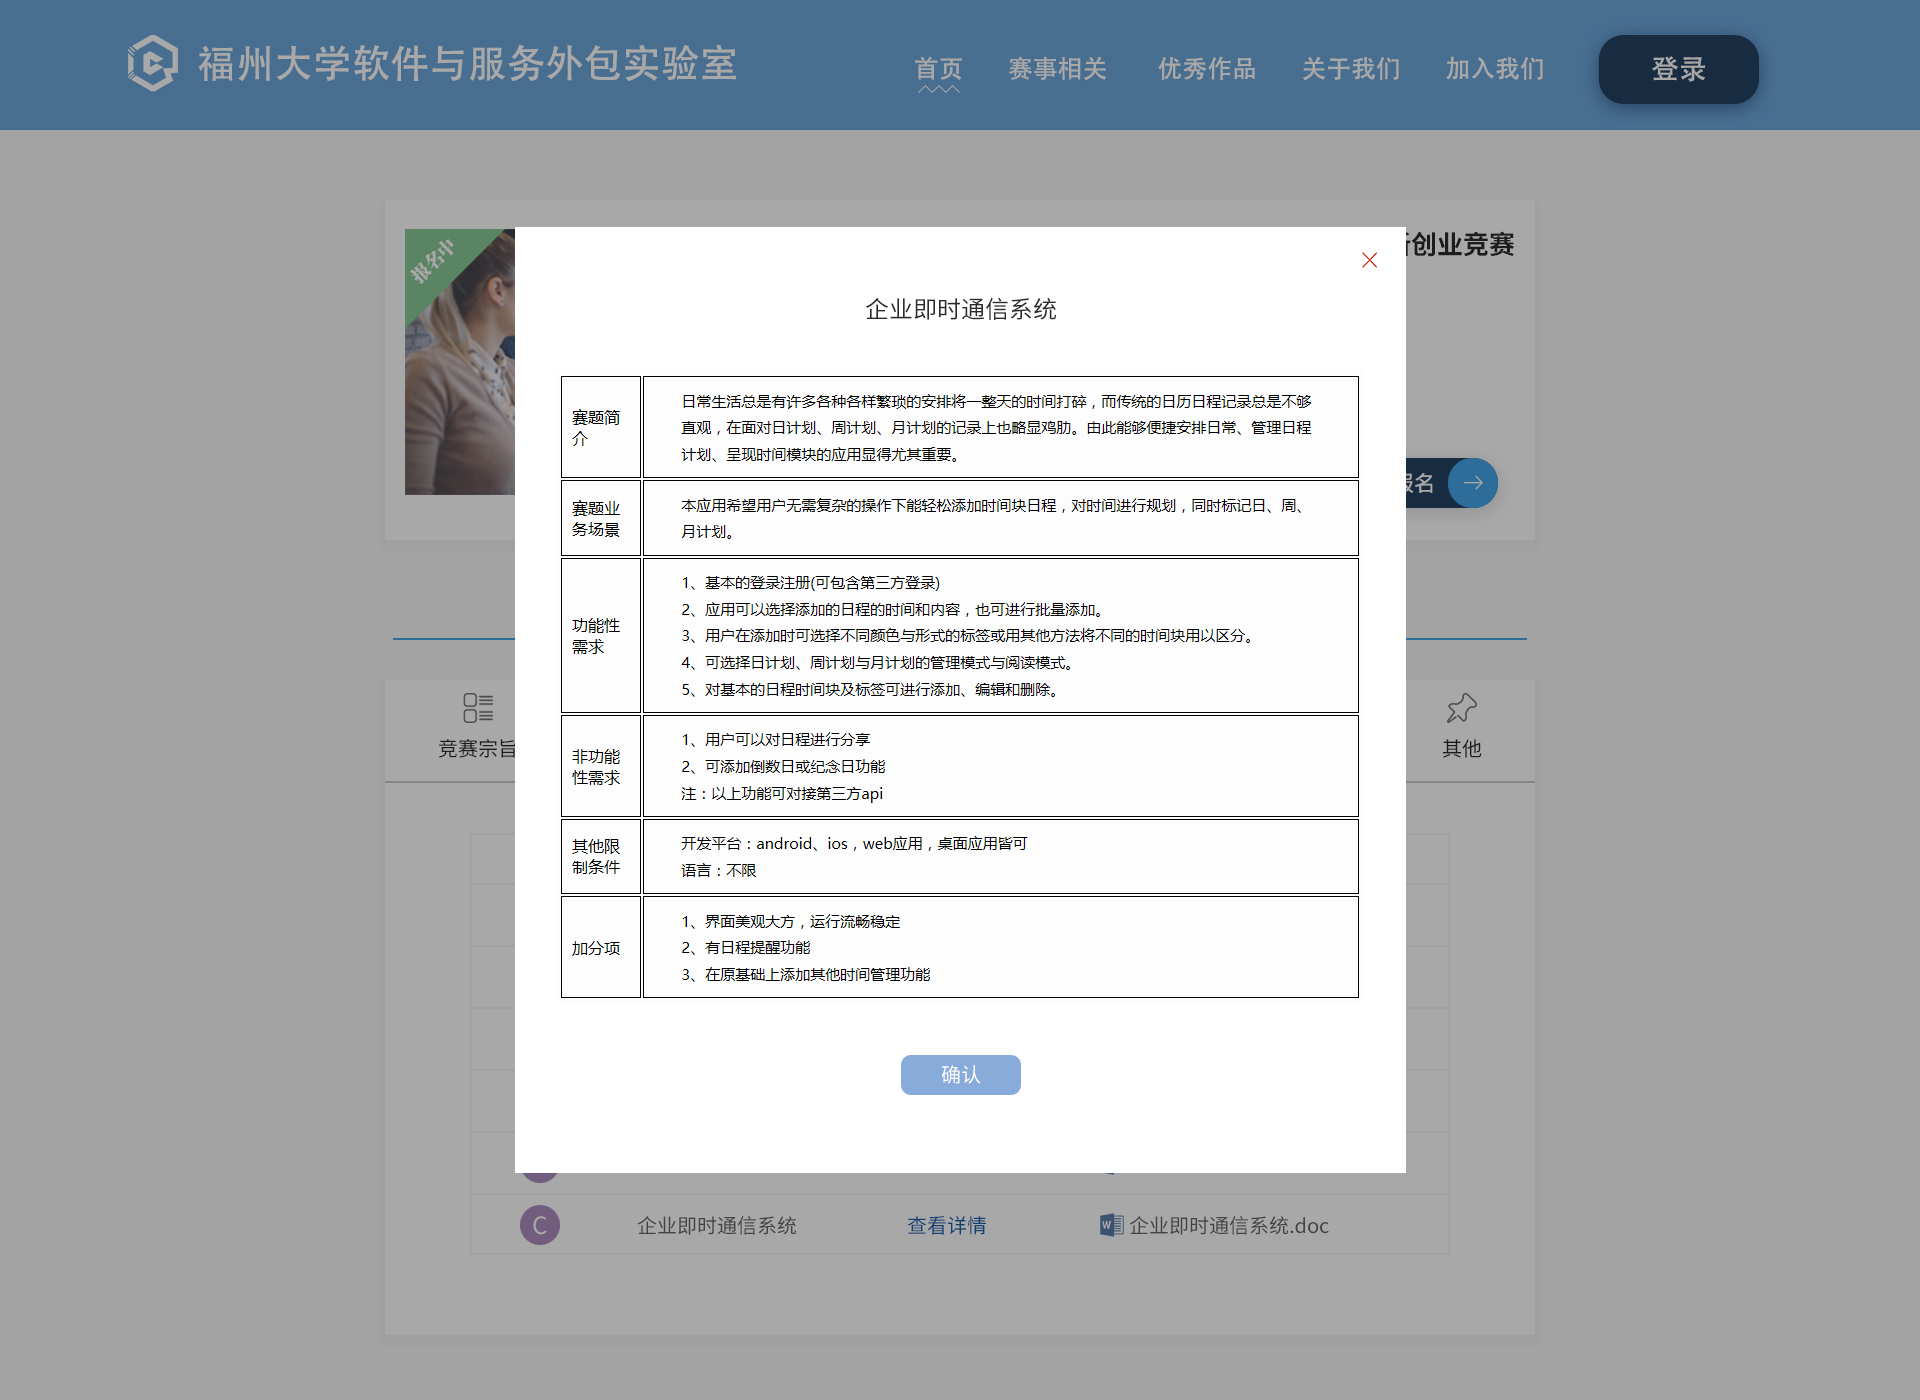 福州大学软件与服务外包实验室
首页 赛事相关 优秀作品 关于我们 加入我们 登录
报名中
创业竞赛
企业即时通信系统
赛题简
介
日常生活总是有许多各种各样繁琐的安排将一整天的时间打碎，而传统的日历日程记录总是不够
直观，在面对日计划、周计划、月计划的记录上也略显鸡肋。由此能够便捷安排日常、管理日程
计划、呈现时间模块的应用显得尤其重要。
赛题业
务场景
本应用希望用户无需复杂的操作下能轻松添加时间块日程，对时间进行规划，同时标记日、周、
月计划。
功能性
需求
1、基本的登录注册(可包含第三方登录)
2、应用可以选择添加的日程的时间和内容，也可进行批量添加。
3、用户在添加时可选择不同颜色与形式的标签或用其他方法将不同的时间块用以区分。
4、可选择日计划、周计划与月计划的管理模式与阅读模式。
5、对基本的日程时间块及标签可进行添加、编辑和删除。
非功能
性需求
1、用户可以对日程进行分享
2、可添加倒数日或纪念日功能
注：以上功能可对接第三方api
其他限
制条件
开发平台：android、ios，web应用，桌面应用皆可
语言：不限
加分项
1、界面美观大方，运行流畅稳定
2、有日程提醒功能
3、在原基础上添加其他时间管理功能
确认
报名
竞赛宗旨
其他
C 企业即时通信系统 查看详情 W 企业即时通信系统.doc